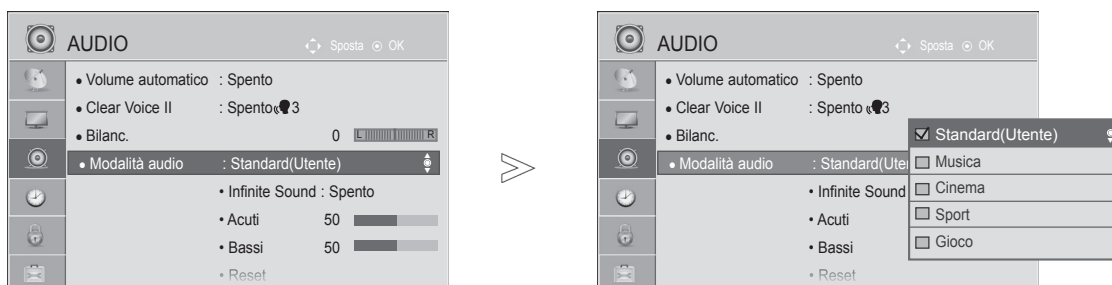 AUDIO
Sposta OK
• Volume automatico : Spento
• Clear Voice II : Spento 3
• Bilanc. 0 L R
• Modalità audio : Standard(Utente)
• Infinite Sound : Spento
• Acuti 50
• Bassi 50
• Reset
AUDIO
Sposta OK
• Volume automatico : Spento
• Clear Voice II : Spento 3
• Bilanc.
• Modalità audio : Standard(Uten
• Infinite Sound
• Acuti
• Bassi
• Reset
Standard(Utente)
Musica
Cinema
Sport
Gioco